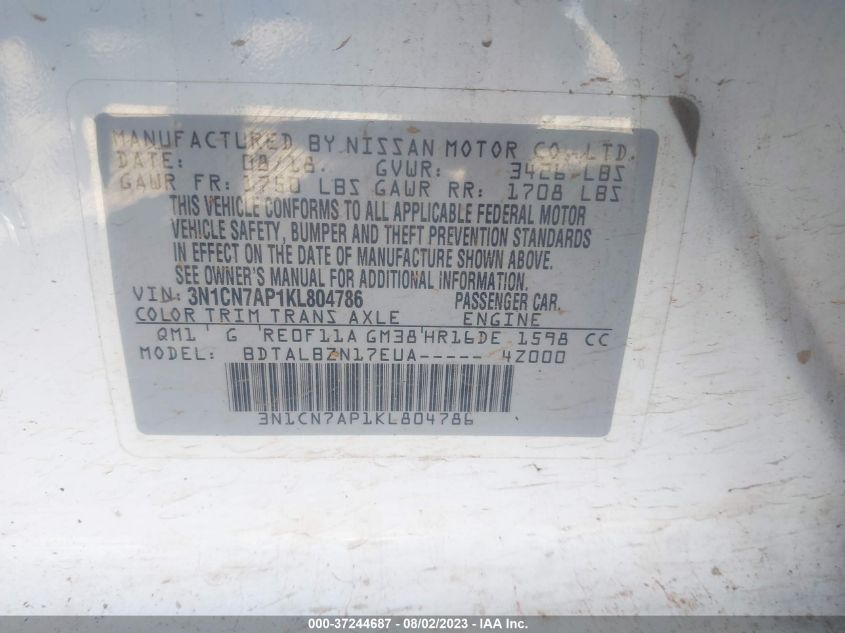 MANUFACTURED BY NISSAN MOTOR CO., LTD.
DATE: 08/18. GVWR: 3426 LBS
GAWR FR: 1760 LBS GAWR RR: 1708 LBS
THIS VEHICLE CONFORMS TO ALL APPLICABLE FEDERAL MOTOR
VEHICLE SAFETY, BUMPER AND THEFT PREVENTION STANDARDS
IN EFFECT ON THE DATE OF MANUFACTURE SHOWN ABOVE.
SEE OWNER'S MANUAL FOR ADDITIONAL INFORMATION.
VIN: 3N1CN7AP1KL804786 PASSENGER CAR.
COLOR TRIM TRANS AXLE ENGINE
QM1 ' G 'RE0F11A GM38'HR16DE 1598 CC
MODEL: BDTALBZN17EUA----- 4Z000
3N1CN7AP1KL804786
000-37244687 - 08/02/2023 - IAA Inc.